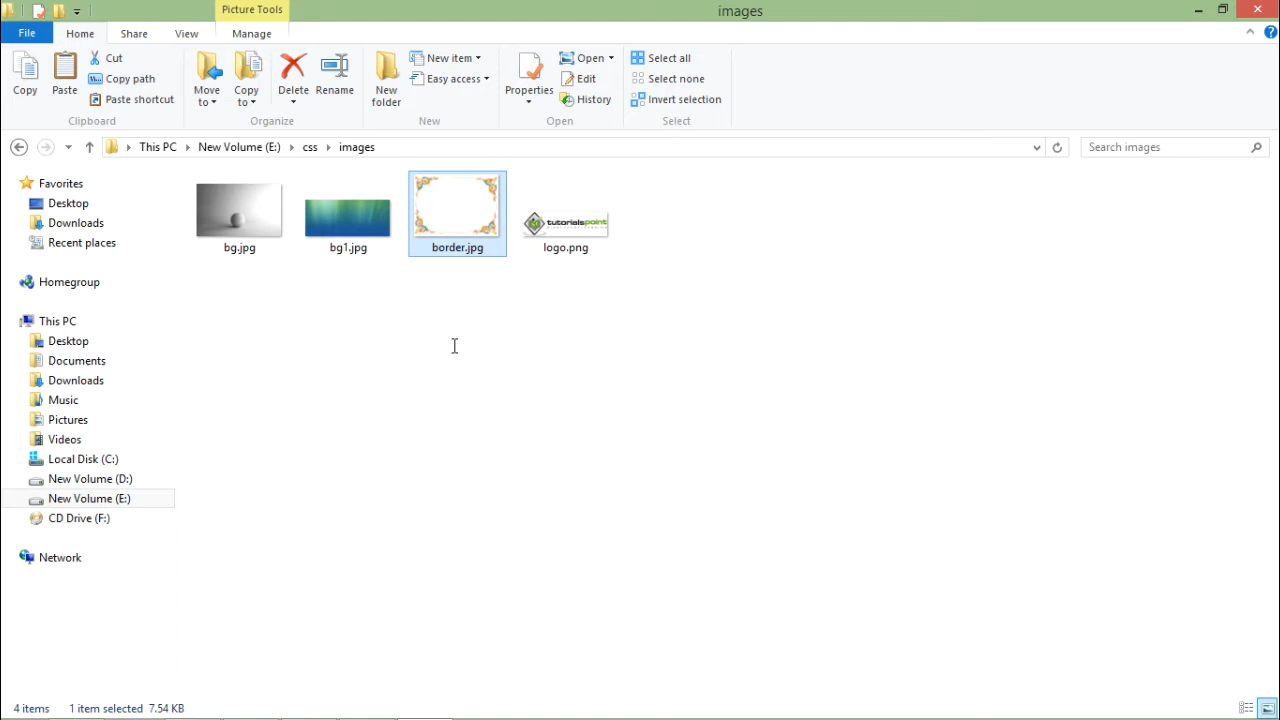 Picture Tools
images
File
Home
Share
View
Manage
Copy
Paste
Cut
Copy path
Paste shortcut
Clipboard
Move to
Copy to
Delete
Rename
Organize
New folder
New item
Easy access
New
Properties
Open
Edit
History
Open
Select all
Select none
Invert selection
Select
This PC New Volume (E:) css images
Search images
Favorites
Desktop
Downloads
Recent places
Homegroup
This PC
Desktop
Documents
Downloads
Music
Pictures
Videos
Local Disk (C:)
New Volume (D:)
New Volume (E:)
CD Drive (F:)
Network
tutorialspoint
bg.jpg
bg1.jpg
border.jpg
logo.png
4 items 1 item selected 7.54 KB